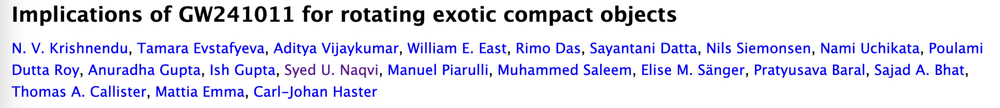 Implications of GW241011 for rotating exotic compact objects
N. V. Krishnendu, Tamara Evstafyeva, Aditya Vijaykumar, William E. East, Rimo Das, Sayantani Datta, Nils Siemonsen, Nami Uchikata, Poulami
Dutta Roy, Anuradha Gupta, Ish Gupta, Syed U. Naqvi, Manuel Piarulli, Muhammed Saleem, Elise M. Sänger, Pratyusava Baral, Sajad A. Bhat,
Thomas A. Callister, Mattia Emma, Carl-Johan Haster